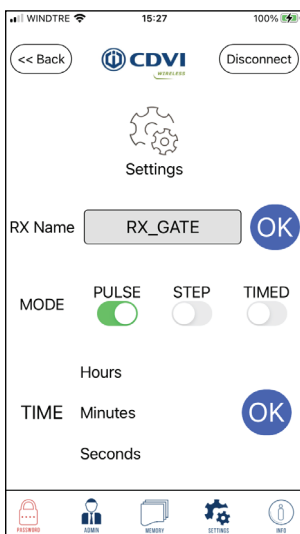 WINDTRE 15:27 100%
<< Back CDVI Disconnect
WIRELESS
Settings
RX Name RX_GATE OK
PULSE STEP TIMED
MODE
Hours
TIME Minutes OK
Seconds
PASSWORD ADMIN MEMORY SETTINGS INFO